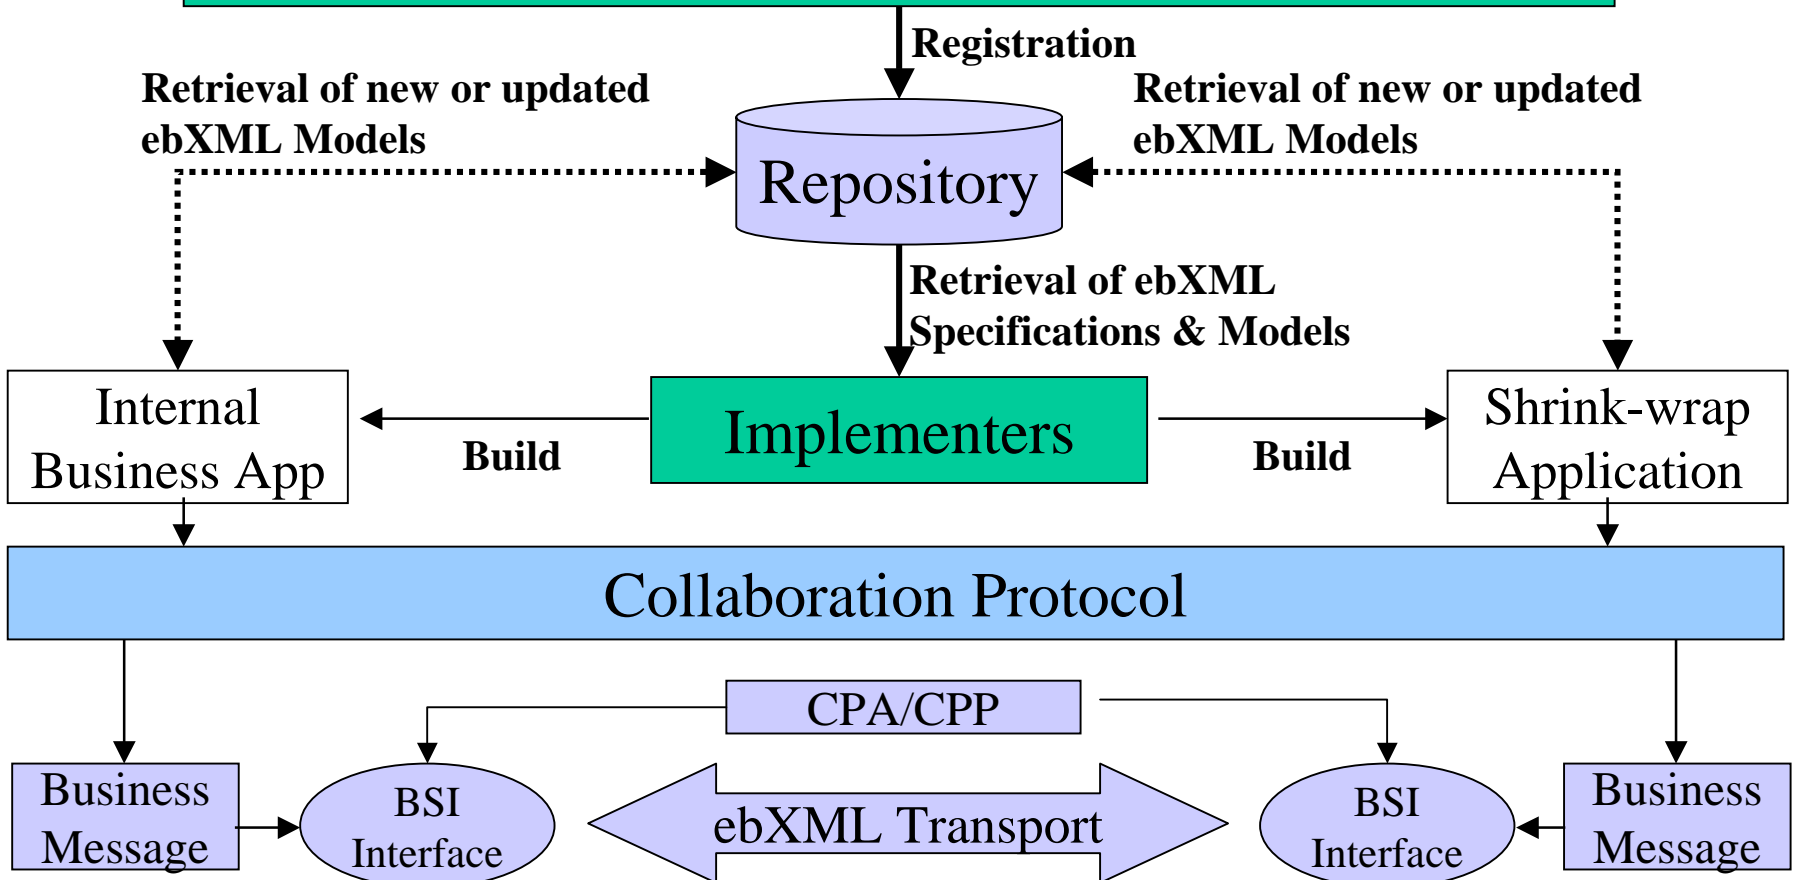 Registration
Retrieval of new or updated
ebXML Models
Retrieval of new or updated
ebXML Models
Repository
Retrieval of ebXML
Specifications & Models
Internal
Business App
Build
Implementers
Build
Shrink-wrap
Application
Collaboration Protocol
CPA/CPP
Business
Message
BSI
Interface
ebXML Transport
BSI
Interface
Business
Message